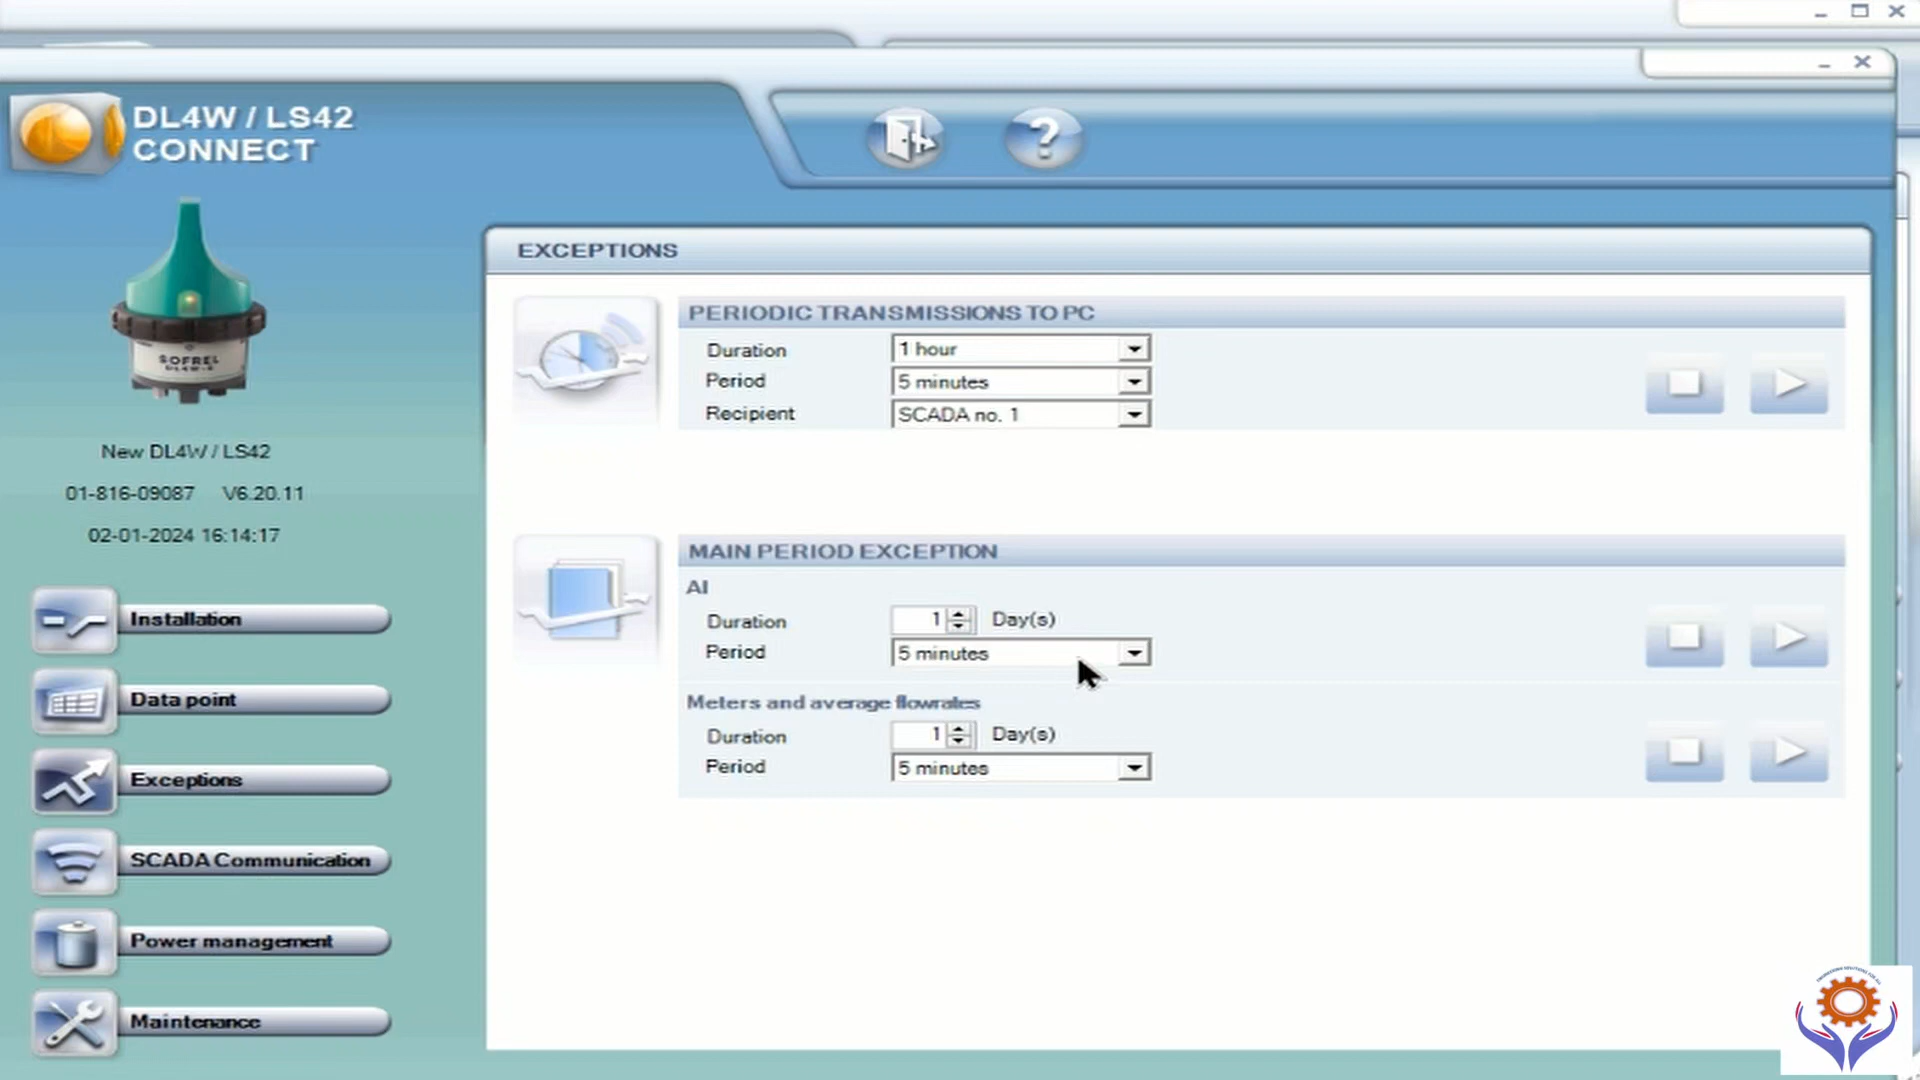 DL4W / LS42
CONNECT
SOFREL
New DL4W / LS42
01-816-09087 V6.20.11
02-01-2024 16:14:17
Installation
Data point
Exceptions
SCADA Communication
Power management
Maintenance
?
EXCEPTIONS
PERIODIC TRANSMISSIONS TO PC
Duration 1 hour
Period 5 minutes
Recipient SCADA no. 1
MAIN PERIOD EXCEPTION
AI
Duration 1 Day(s)
Period 5 minutes
Meters and average flowrates
Duration 1 Day(s)
Period 5 minutes